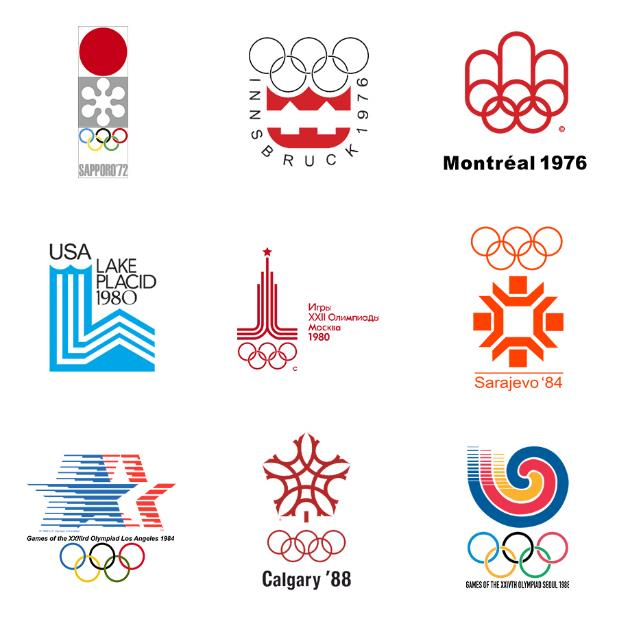 SAPPORO'72
INNSBRUCK 1976
©
Montréal 1976
USA
LAKE
PLACID
1980
Игры
XXII Олимпиады
Москва
1980
Sarajevo '84
Games of the XXIIIrd Olympiad Los Angeles 1984
Calgary '88
GAMES OF THE XXIVTH OLYMPIAD SEOUL 1988